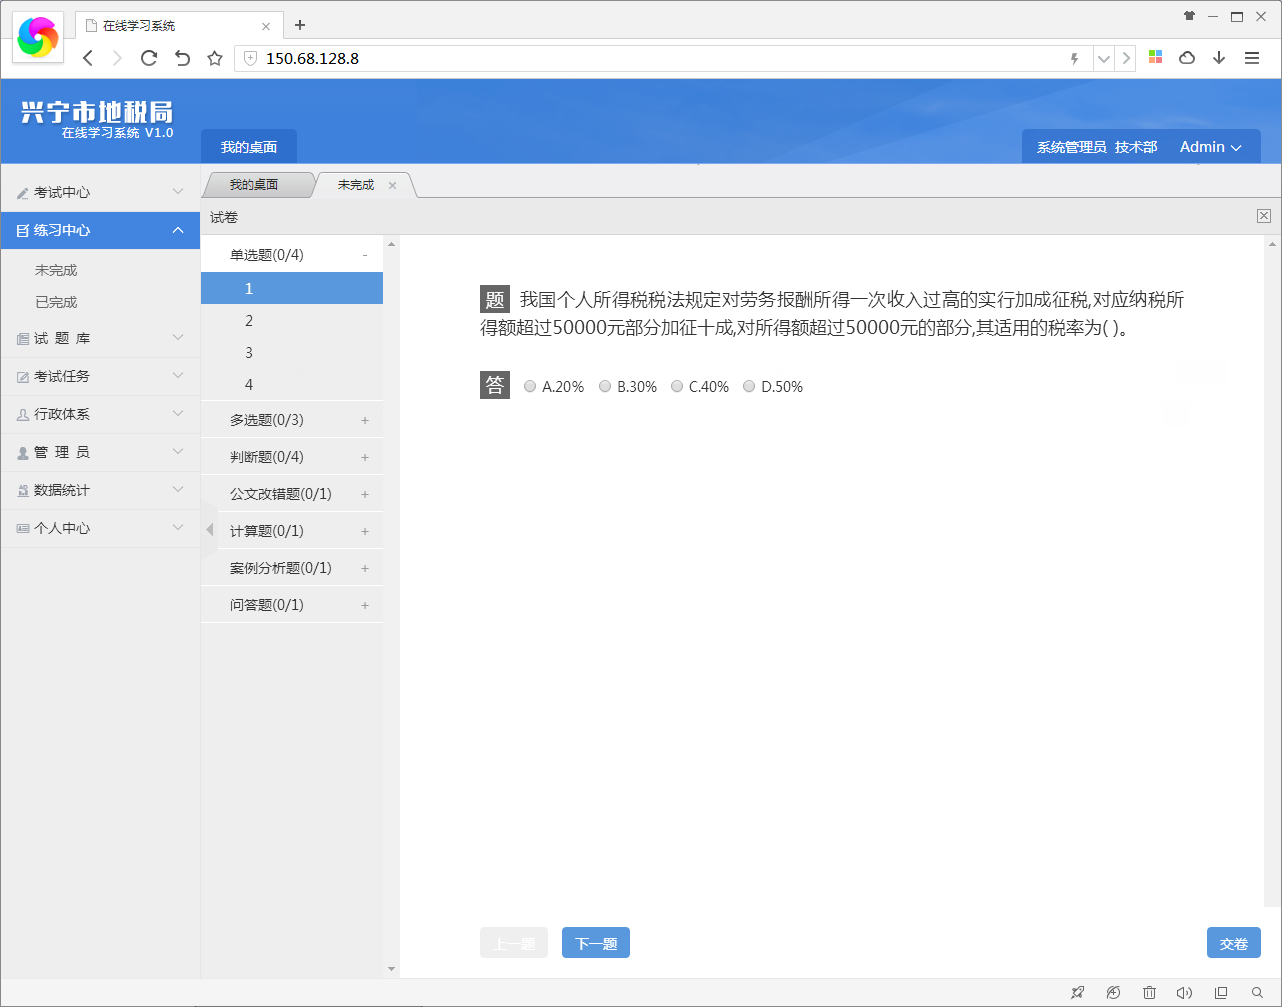 在线学习系统
150.68.128.8
兴宁市地税局
在线学习系统 V1.0
我的桌面
系统管理员 技术部 Admin
我的桌面
未完成
试卷
考试中心
练习中心
未完成
已完成
试 题 库
考试任务
行政体系
管 理 员
数据统计
个人中心
单选题(0/4) -
1
2
3
4
多选题(0/3) +
判断题(0/4) +
公文改错题(0/1) +
计算题(0/1) +
案例分析题(0/1) +
问答题(0/1) +
题 我国个人所得税税法规定对劳务报酬所得一次收入过高的实行加成征税,对应纳税所
得额超过50000元部分加征十成,对所得额超过50000元的部分,其适用的税率为( )。
答 A.20% B.30% C.40% D.50%
上一题
下一题
交卷